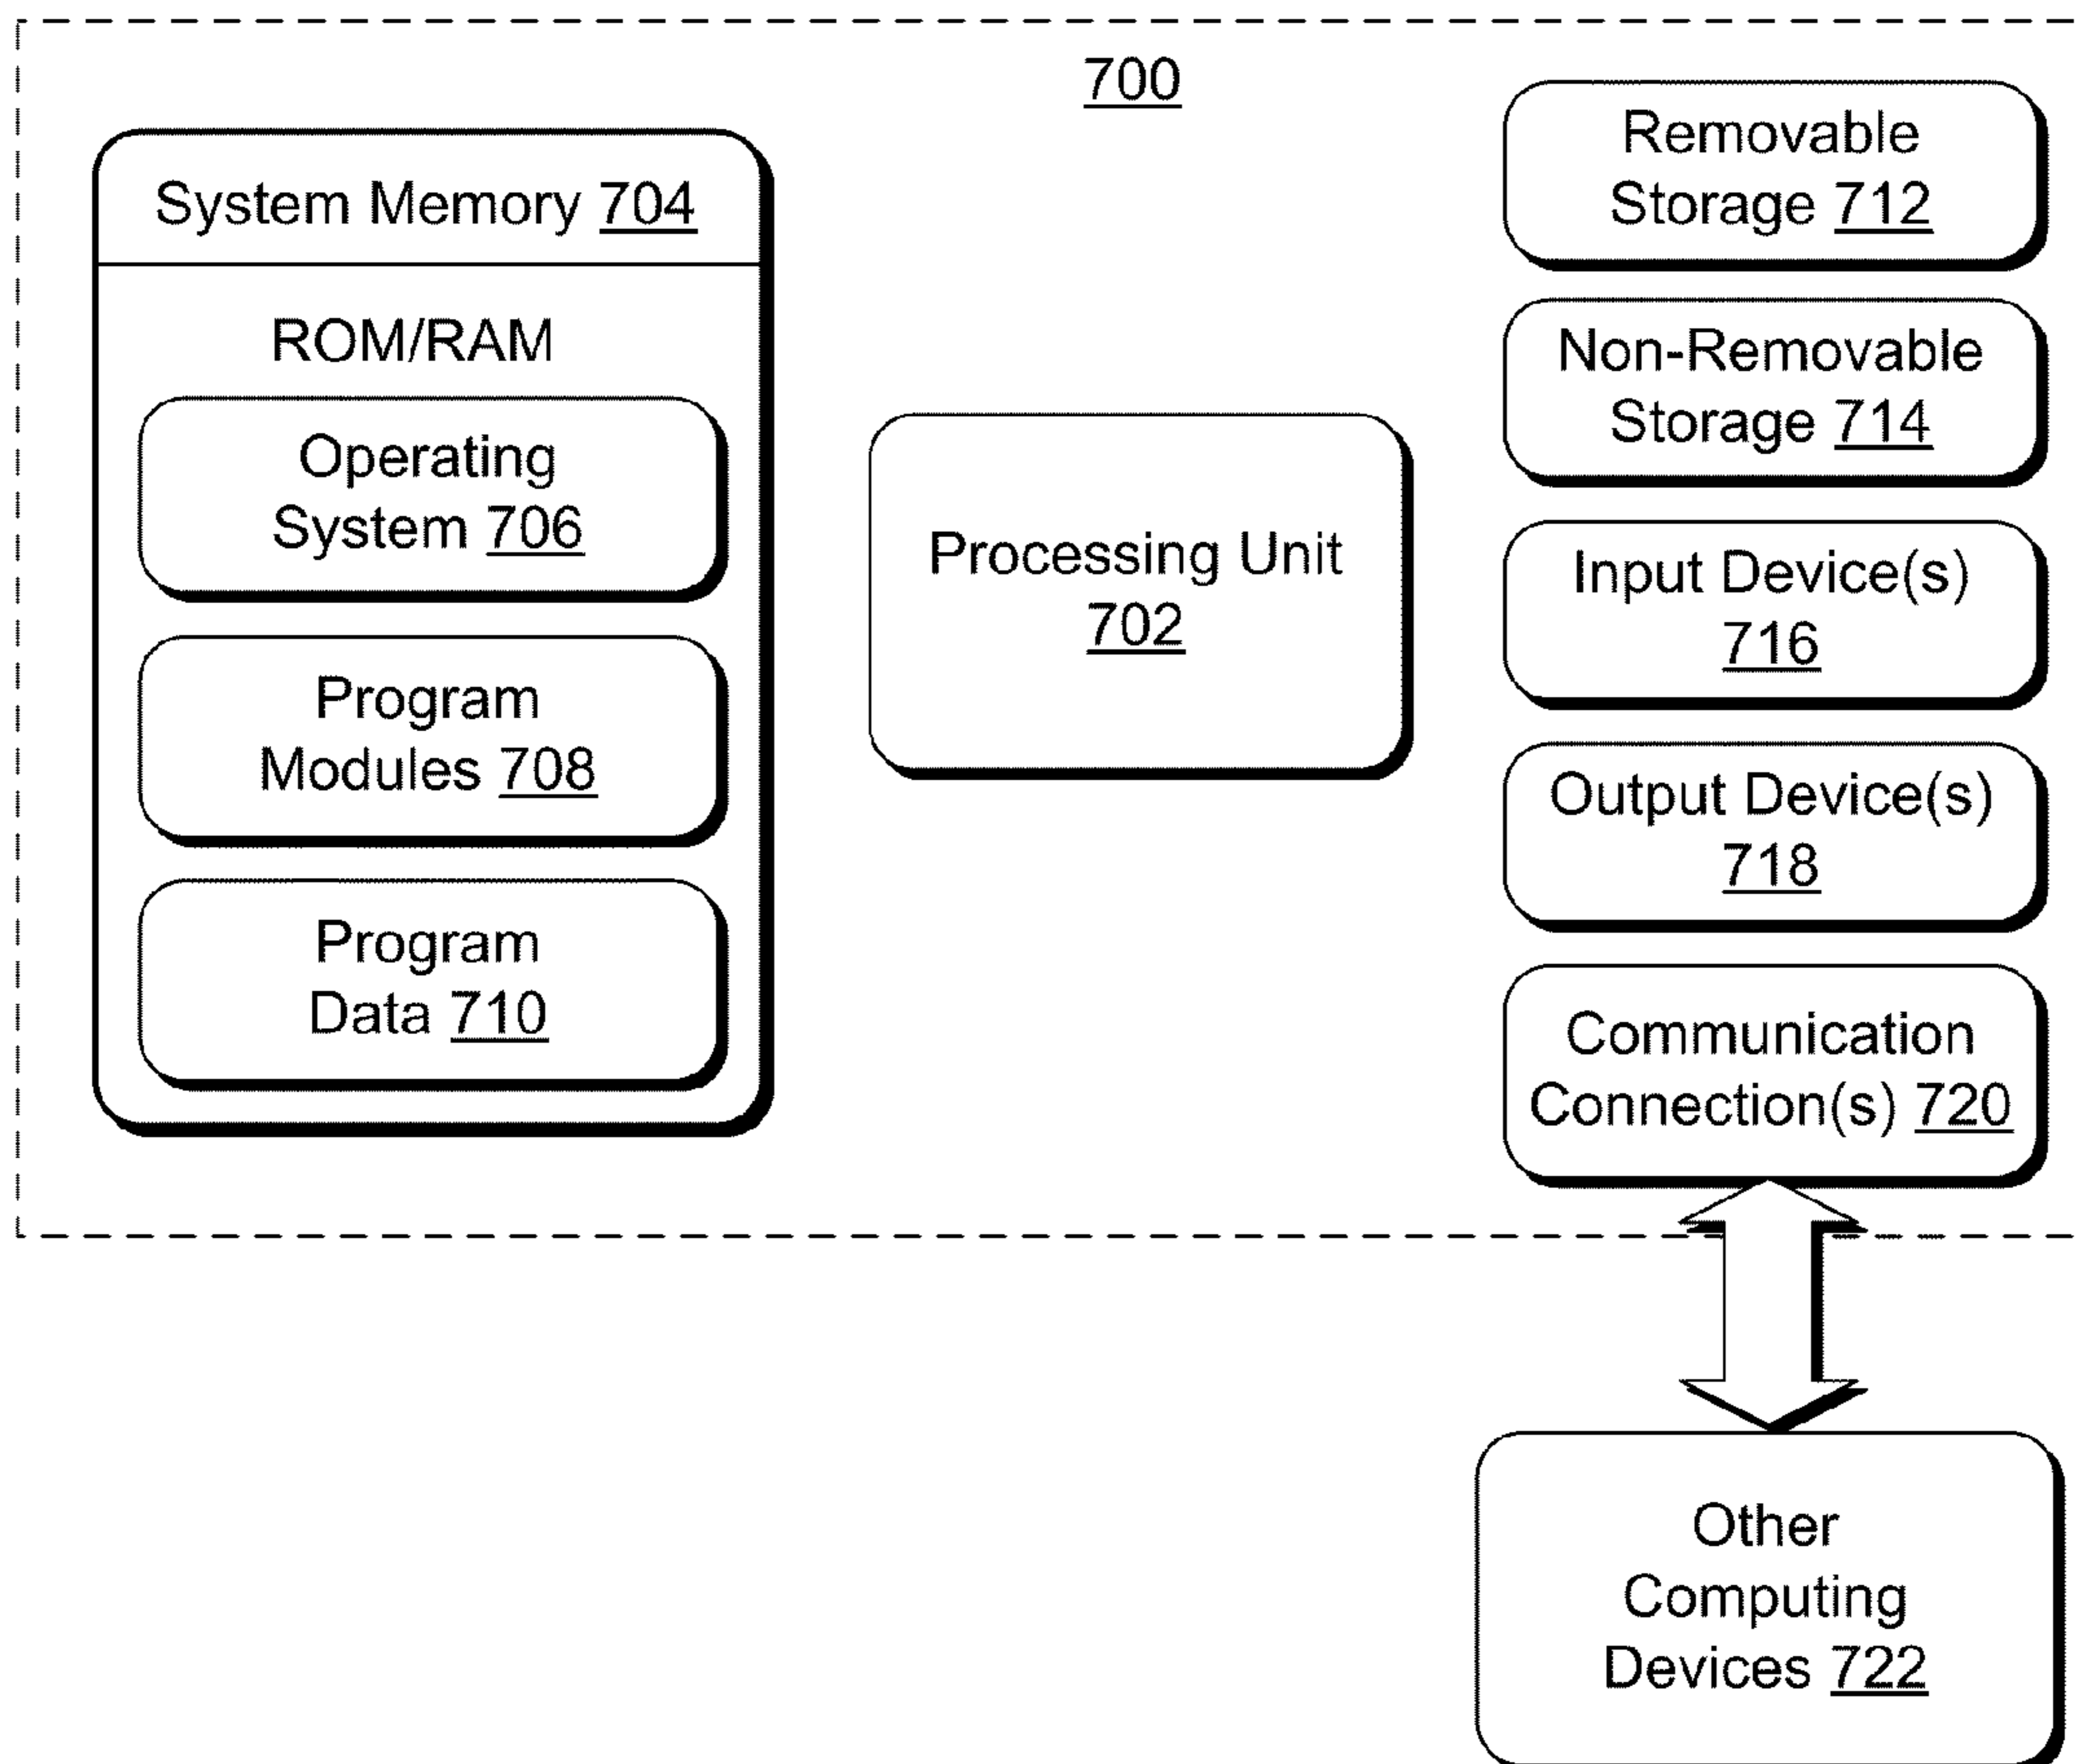 700
System Memory 704
ROM/RAM
Operating
System 706
Program
Modules 708
Program
Data 710
Processing Unit
702
Removable
Storage 712
Non-Removable
Storage 714
Input Device(s)
716
Output Device(s)
718
Communication
Connection(s) 720
Other
Computing
Devices 722